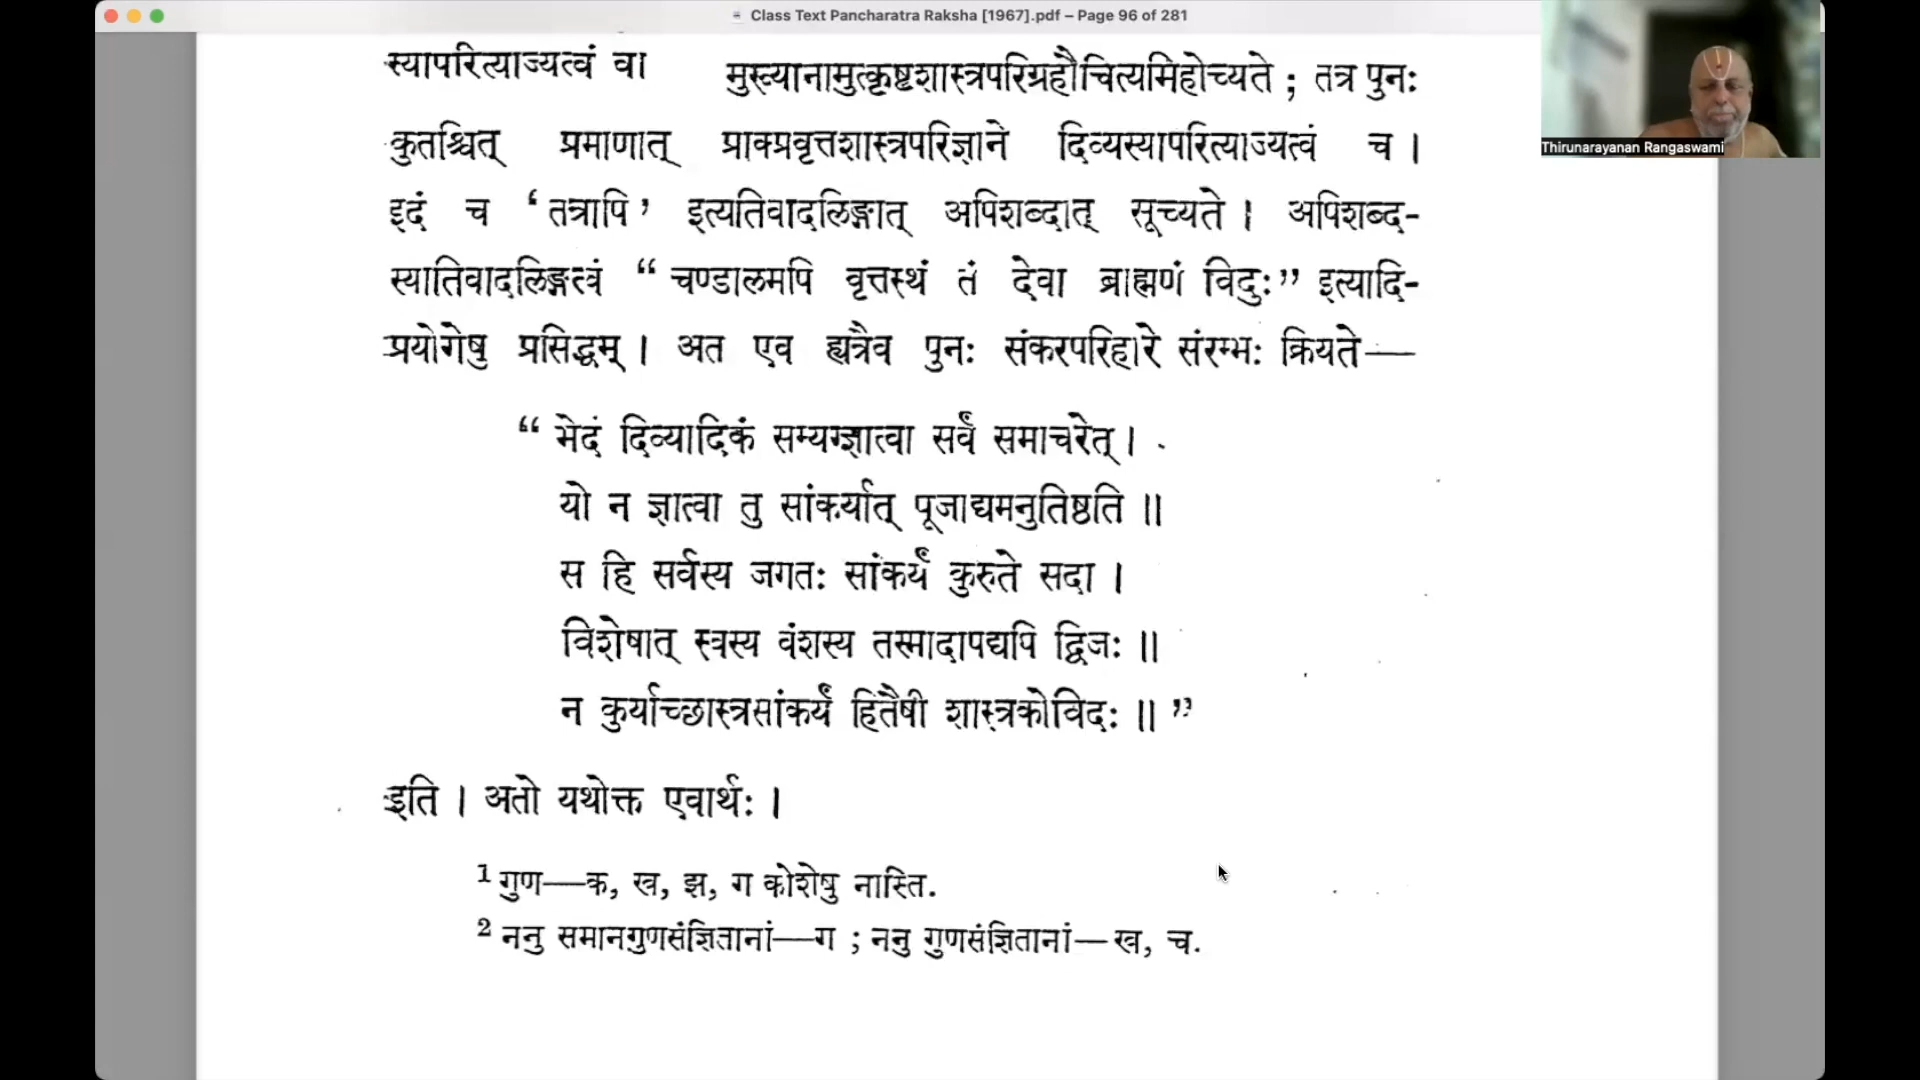 Class Text Pancharatra Raksha [1967].pdf – Page 96 of 281
Thirunarayanan Rangaswami
स्यापरित्याज्यत्वं वा मुख्यानामुत्कृष्टशास्त्रपरिग्रहौचित्यमिहोच्यते ; तत्र पुनः
कुतश्चित् प्रमाणात् प्राक्प्रवृत्तशास्त्रपरिज्ञाने दिव्यस्यापरित्याज्यत्वं च ।
इदं च ‘ तत्रापि ’ इत्यतिवादलिङ्गात् अपिशब्दात् सूच्यते । अपिशब्द-
स्यातिवादलिङ्गत्वं “ चण्डालमपि वृत्तस्थं तं देवा ब्राह्मणं विदुः” इत्यादि-
प्रयोगेषु प्रसिद्धम् । अत एव ह्यत्रैव पुनः संकरपरिहारे संरम्भः क्रियते—
“ भेदं दिव्यादिकं सम्यग्ज्ञात्वा सर्वं समाचरेत् ।
यो न ज्ञात्वा तु सांकर्यात् पूजाद्यमनुतिष्ठति ॥
स हि सर्वस्य जगतः सांकर्यं कुरुते सदा ।
विशेषात् स्वस्य वंशस्य तस्मादापद्यपि द्विजः ॥
न कुर्याच्छास्त्रसांकर्यं हितैषी शास्त्रकोविदः ॥ ”
इति । अतो यथोक्त एवार्थः ।
1 गुण—क, ख, झ, ग कोशेषु नास्ति.
2 ननु समानगुणसंज्ञितानां—ग ; ननु गुणसंज्ञितानां—ख, च.